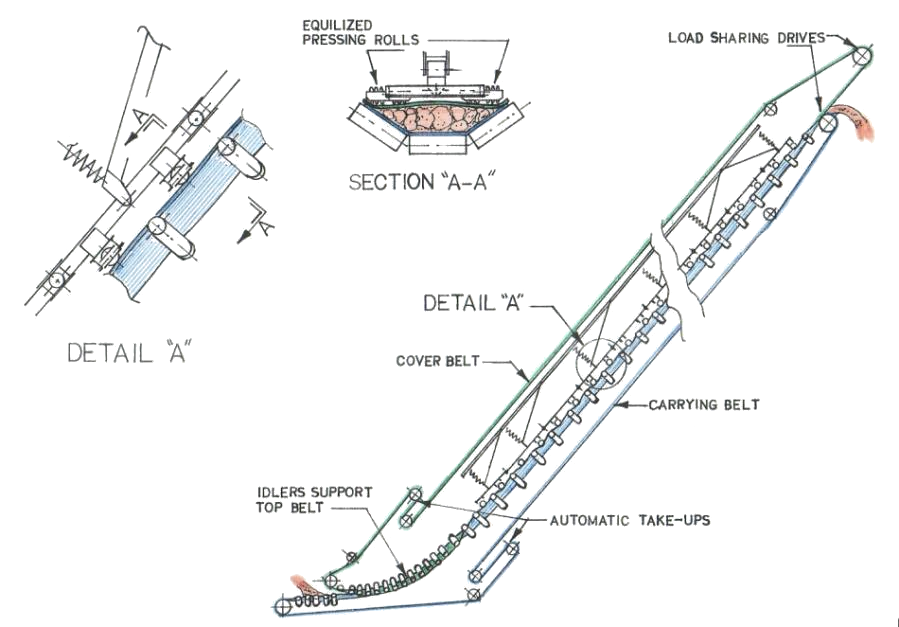 EQUILIZED
PRESSING ROLLS
LOAD SHARING DRIVES
A
A
SECTION "A-A"
DETAIL "A"
DETAIL "A"
COVER BELT
CARRYING BELT
IDLERS SUPPORT
TOP BELT
AUTOMATIC TAKE-UPS